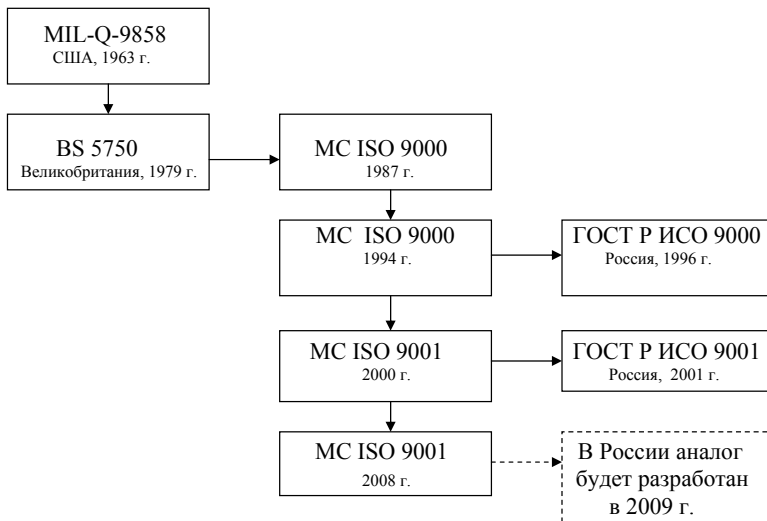 MIL-Q-9858
США, 1963 г.
BS 5750
Великобритания, 1979 г.
МС ISO 9000
1987 г.
МС ISO 9000
1994 г.
ГОСТ Р ИСО 9000
Россия, 1996 г.
МС ISO 9001
2000 г.
ГОСТ Р ИСО 9001
Россия, 2001 г.
МС ISO 9001
2008 г.
В России аналог
будет разработан
в 2009 г.